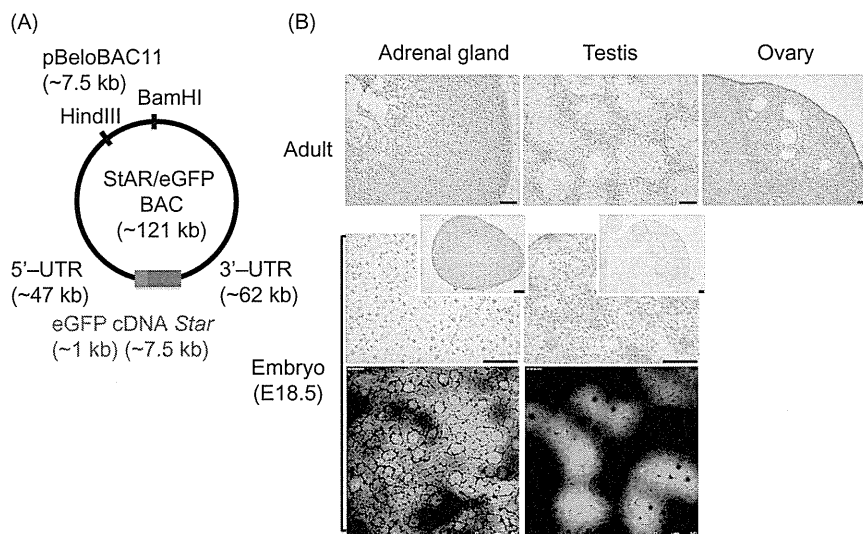 (A)
pBeloBAC11
(~7.5 kb)
BamHI
HindIII
StAR/eGFP
BAC
(~121 kb)
5'–UTR
(~47 kb)
3'–UTR
(~62 kb)
eGFP cDNA Star
(~1 kb) (~7.5 kb)
(B)
Adrenal gland
Testis
Ovary
Adult
Embryo
(E18.5)